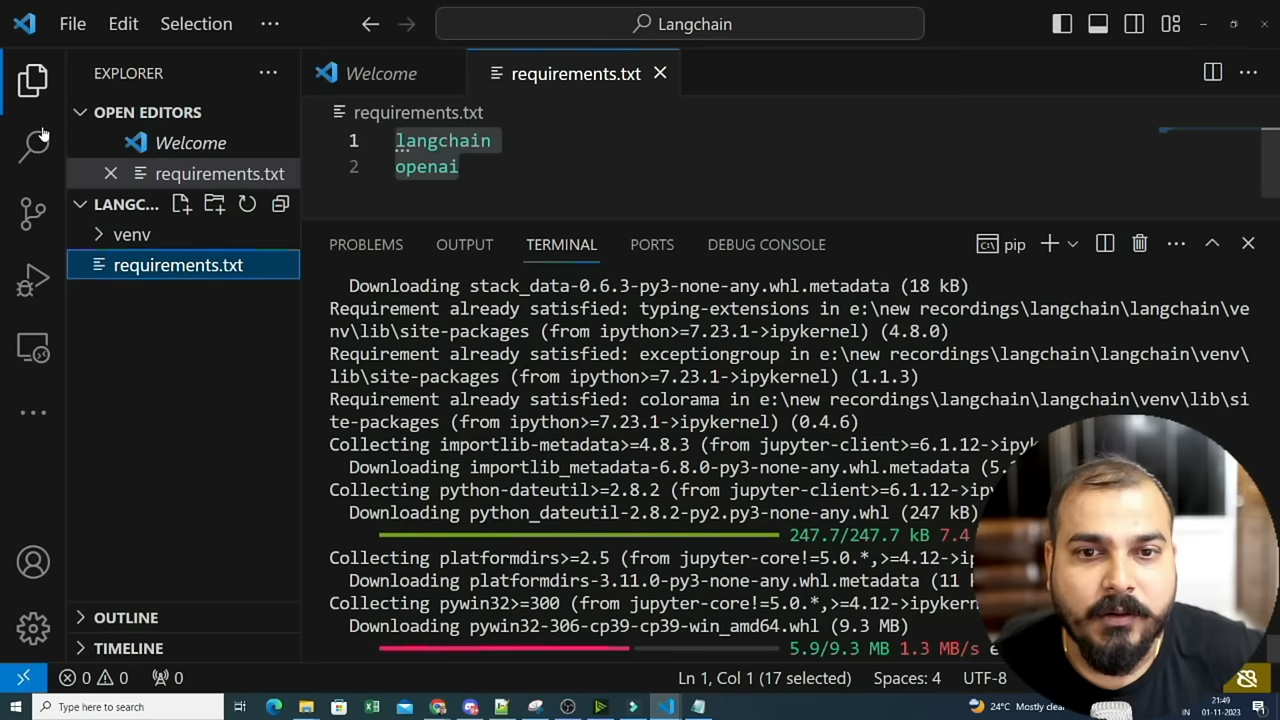 File Edit Selection ··· Langchain
EXPLORER ···
Welcome requirements.txt
OPEN EDITORS
Welcome
requirements.txt
LANGC...
venv
requirements.txt
OUTLINE
TIMELINE
requirements.txt
1 langchain
2 openai
PROBLEMS OUTPUT TERMINAL PORTS DEBUG CONSOLE pip
Downloading stack_data-0.6.3-py3-none-any.whl.metadata (18 kB)
Requirement already satisfied: typing-extensions in e:\new recordings\langchain\langchain\ve
nv\lib\site-packages (from ipython>=7.23.1->ipykernel) (4.8.0)
Requirement already satisfied: exceptiongroup in e:\new recordings\langchain\langchain\venv\
lib\site-packages (from ipython>=7.23.1->ipykernel) (1.1.3)
Requirement already satisfied: colorama in e:\new recordings\langchain\langchain\venv\lib\si
te-packages (from ipython>=7.23.1->ipykernel) (0.4.6)
Collecting importlib-metadata>=4.8.3 (from jupyter-client>=6.1.12->ipyk
Downloading importlib_metadata-6.8.0-py3-none-any.whl.metadata (5.
Collecting python-dateutil>=2.8.2 (from jupyter-client>=6.1.12->ip
Downloading python_dateutil-2.8.2-py2.py3-none-any.whl (247 kB)
247.7/247.7 kB 7.4
Collecting platformdirs>=2.5 (from jupyter-core!=5.0.*,>=4.12->ip
Downloading platformdirs-3.11.0-py3-none-any.whl.metadata (11 k
Collecting pywin32>=300 (from jupyter-core!=5.0.*,>=4.12->ipykern
Downloading pywin32-306-cp39-cp39-win_amd64.whl (9.3 MB)
5.9/9.3 MB 1.3 MB/s e
0 0 0 Ln 1, Col 1 (17 selected) Spaces: 4 UTF-8
Type here to search 24°C Mostly clear 21:49
IN 01-11-2023